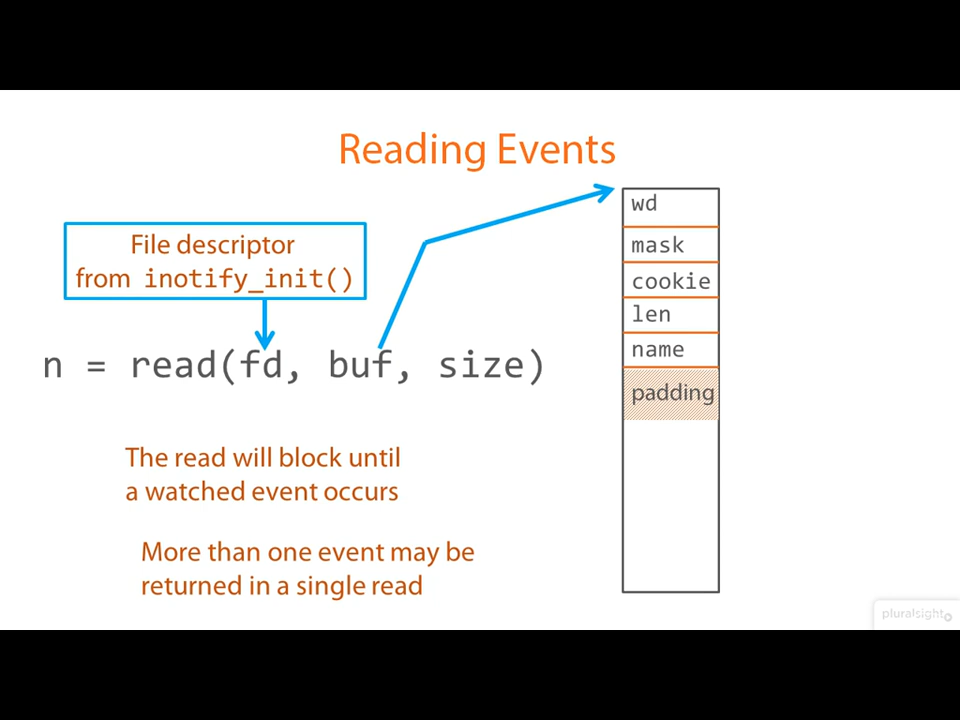 Reading Events
File descriptor
from inotify_init()
n = read(fd, buf, size)
The read will block until
a watched event occurs
More than one event may be
returned in a single read
wd
mask
cookie
len
name
padding
pluralsight